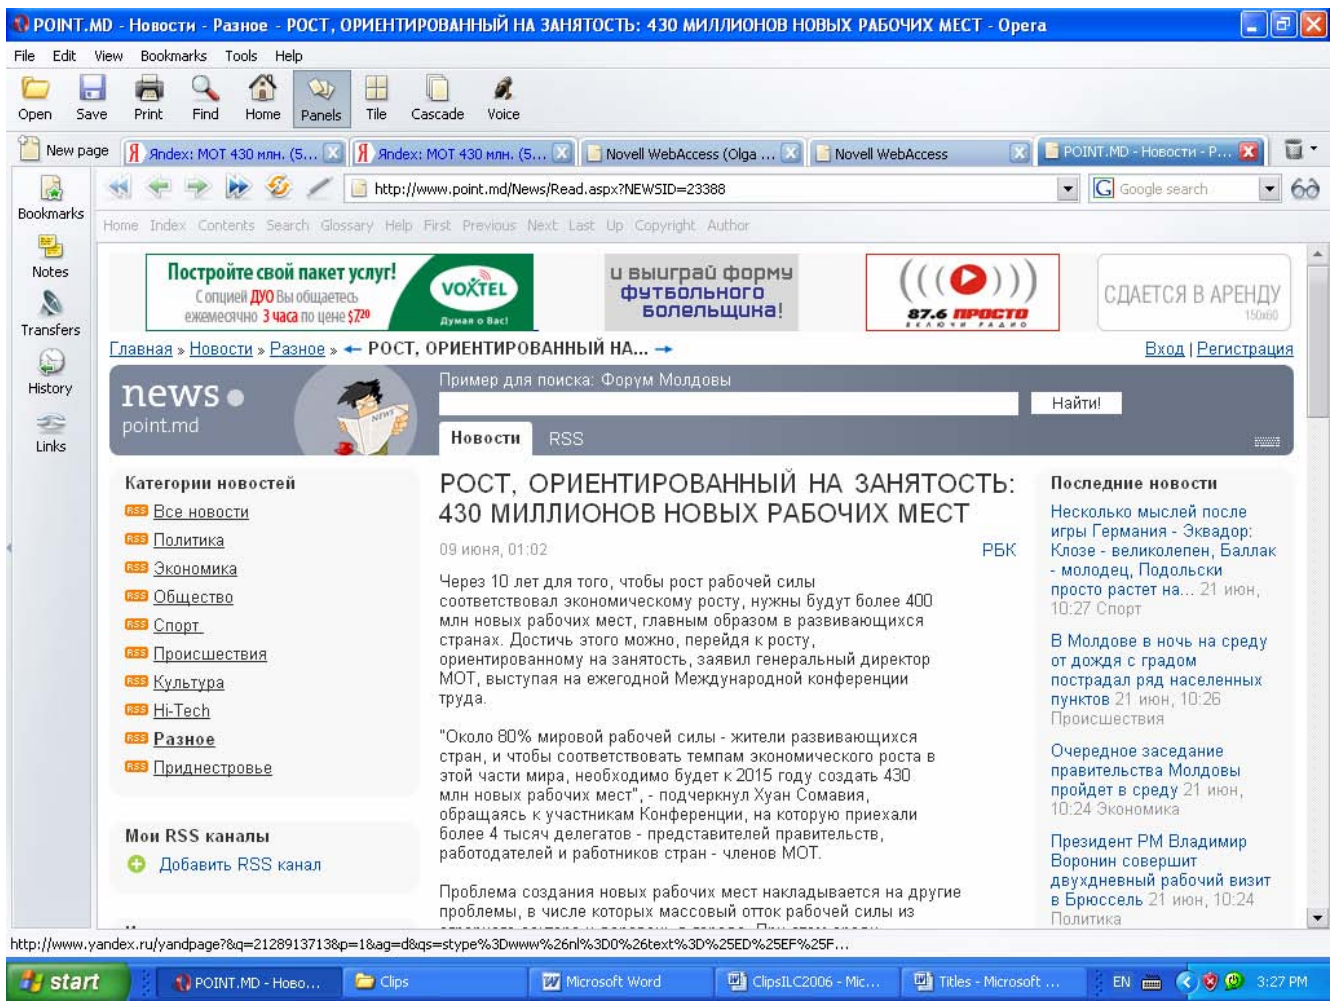 POINT.MD - Новости - Разное - РОСТ, ОРИЕНТИРОВАННЫЙ НА ЗАНЯТОСТЬ: 430 МИЛЛИОНОВ НОВЫХ РАБОЧИХ МЕСТ - Opera
File Edit View Bookmarks Tools Help
Open Save Print Find Home Panels Tile Cascade Voice
New page Яndex: МОТ 430 млн. (5... Яndex: МОТ 430 млн. (5... Novell WebAccess (Olga ... Novell WebAccess POINT.MD - Новости - Р...
http://www.point.md/News/Read.aspx?NEWSID=23388 Google search
Home Index Contents Search Glossary Help First Previous Next Last Up Copyright Author
Bookmarks
Notes
Transfers
History
Links
Постройте свой пакет услуг!
С опцией ДУО Вы общаетесь
ежемесячно 3 часа по цене $7.20
VOXTEL
Думая о Вас!
и выиграй форму
футбольного
болельщика!
87.6 ПРОСТО
ВКЛЮЧИ РАДИО
СДАЕТСЯ В АРЕНДУ
150x60
Главная » Новости » Разное » РОСТ, ОРИЕНТИРОВАННЫЙ НА... Вход | Регистрация
news
point.md
NEWS
Пример для поиска: Форум Молдовы
Найти!
Новости RSS
Категории новостей
RSS Все новости
RSS Политика
RSS Экономика
RSS Общество
RSS Спорт
RSS Происшествия
RSS Культура
RSS Hi-Tech
RSS Разное
RSS Приднестровье
Мои RSS каналы
Добавить RSS канал
РОСТ, ОРИЕНТИРОВАННЫЙ НА ЗАНЯТОСТЬ:
430 МИЛЛИОНОВ НОВЫХ РАБОЧИХ МЕСТ
09 июня, 01:02 РБК
Через 10 лет для того, чтобы рост рабочей силы
соответствовал экономическому росту, нужны будут более 400
млн новых рабочих мест, главным образом в развивающихся
странах. Достичь этого можно, перейдя к росту,
ориентированному на занятость, заявил генеральный директор
МОТ, выступая на ежегодной Международной конференции
труда.
"Около 80% мировой рабочей силы - жители развивающихся
стран, и чтобы соответствовать темпам экономического роста в
этой части мира, необходимо будет к 2015 году создать 430
млн новых рабочих мест", - подчеркнул Хуан Сомавия,
обращаясь к участникам Конференции, на которую приехали
более 4 тысяч делегатов - представителей правительств,
работодателей и работников стран - членов МОТ.
Проблема создания новых рабочих мест накладывается на другие
проблемы, в числе которых массовый отток рабочей силы из
Последние новости
Несколько мыслей после
игры Германия - Эквадор:
Клозе - великолепен, Баллак
- молодец, Подольски
просто растет на... 21 июн,
10:27 Спорт
В Молдове в ночь на среду
от дождя с градом
пострадал ряд населенных
пунктов 21 июн, 10:26
Происшествия
Очередное заседание
правительства Молдовы
пройдет в среду 21 июн,
10:24 Экономика
Президент РМ Владимир
Воронин совершит
двухдневный рабочий визит
в Брюссель 21 июн, 10:24
Политика
http://www.yandex.ru/yandpage?&q=2128913713&p=1&ag=d&qs=stype%3Dwww%26nl%3D0%26text%3D%25ED%25EF%25F...
start POINT.MD - Ново... Clips Microsoft Word ClipsILC2006 - Mic... Titles - Microsoft ... EN 3:27 PM